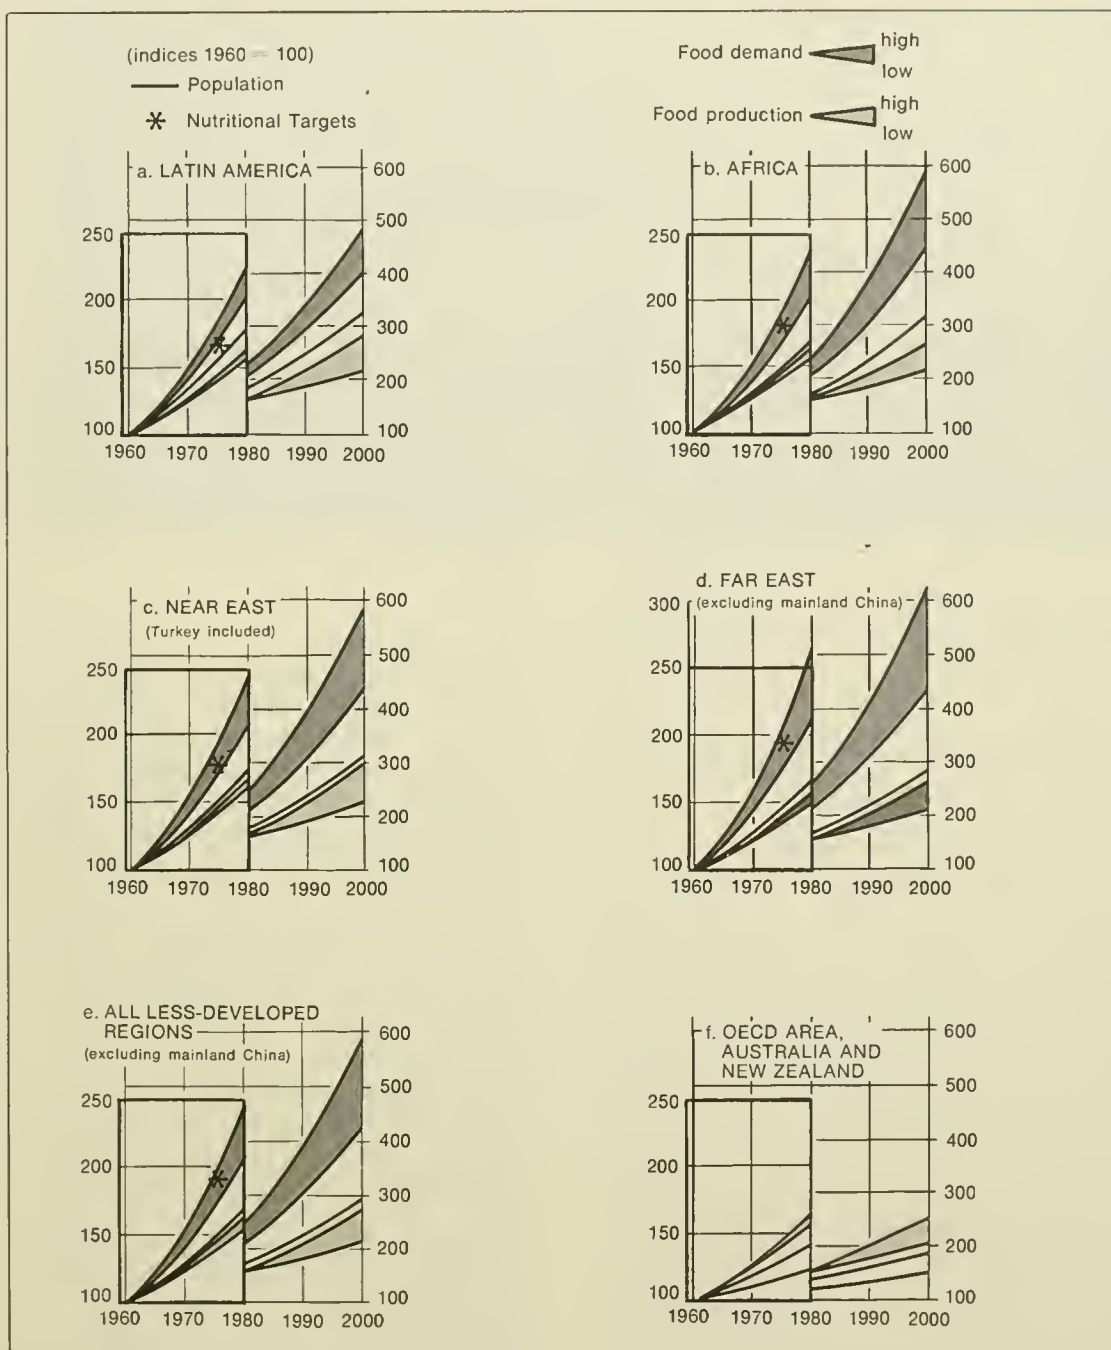 (indices 1960 = 100)
Population
Nutritional Targets
Food demand
high
low
Food production
high
low
a. LATIN AMERICA
600
500
250
400
200
300
150
200
100
100
1960 1970 1980 1990 2000
b. AFRICA
600
500
250
400
200
300
150
200
100
100
1960 1970 1980 1990 2000
c. NEAR EAST
(Turkey included)
600
500
250
400
200
300
150
200
100
100
1960 1970 1980 1990 2000
d. FAR EAST
(excluding mainland China)
300
600
250
500
400
200
300
150
200
100
100
1960 1970 1980 1990 2000
e. ALL LESS-DEVELOPED
REGIONS
(excluding mainland China)
600
500
250
400
200
300
150
200
100
100
1960 1970 1980 1990 2000
f. OECD AREA,
AUSTRALIA AND
NEW ZEALAND
600
500
250
400
200
300
150
200
100
100
1960 1970 1980 1990 2000